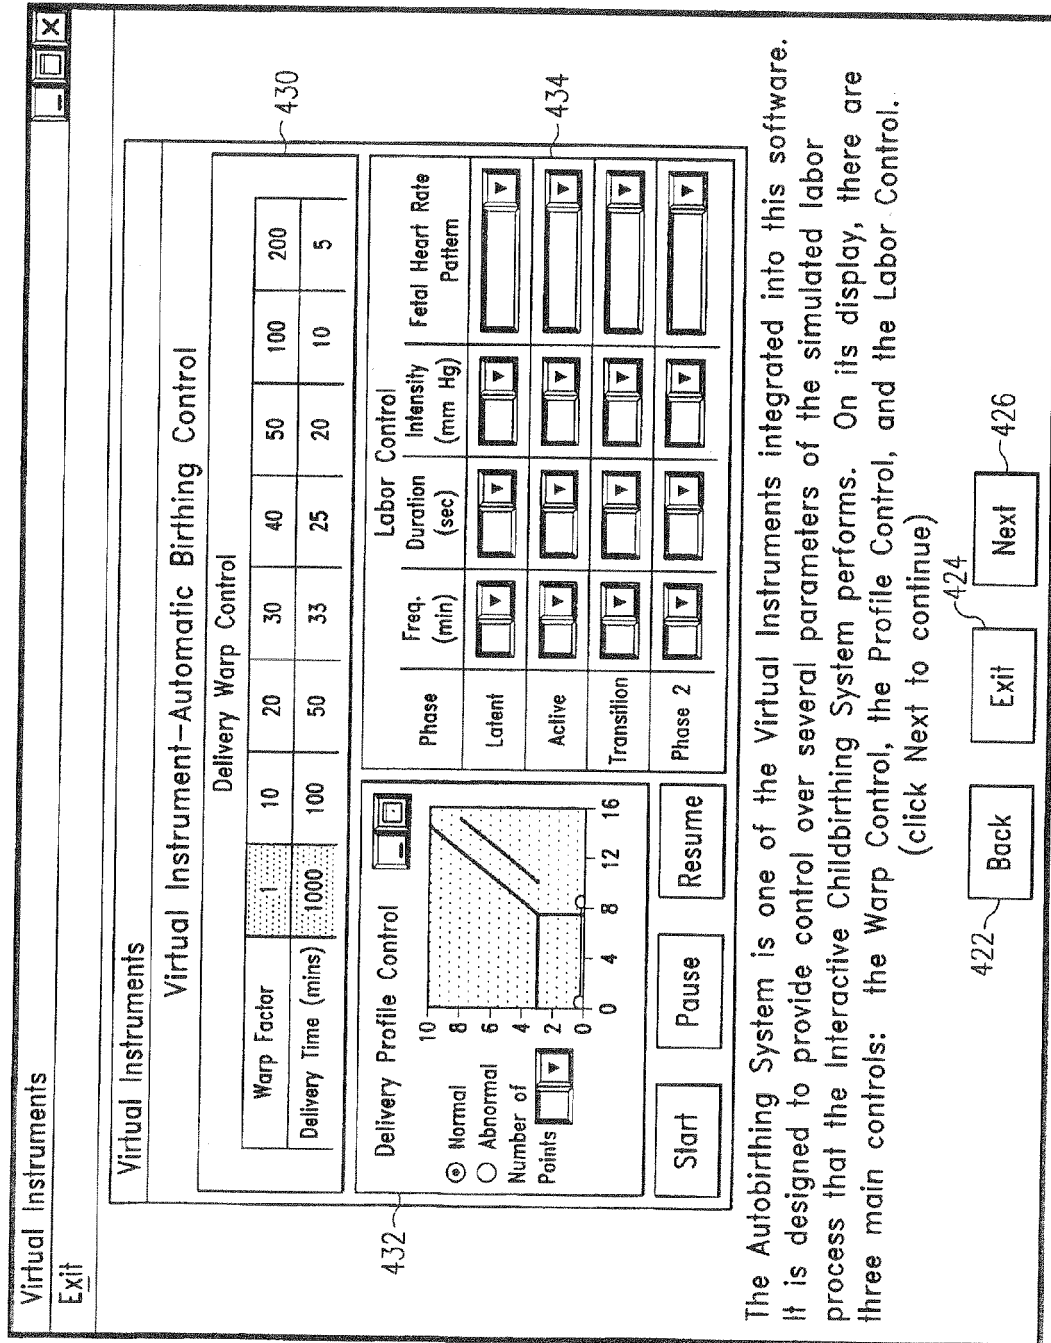 Virtual Instruments
Exit
Virtual Instruments
Virtual Instrument-Automatic Birthing Control
Delivery Warp Control
430
Warp Factor 1 10 20 30 40 50 100 200
Delivery Time (mins) 1000 100 50 33 25 20 10 5
432
Delivery Profile Control
Normal
Abnormal
Number of
Points
10
8
6
4
2
0
0 4 8 12 16
Start Pause Resume
434
Labor Control
Phase Freq. (min) Duration (sec) Intensity (mm Hg) Fetal Heart Rate Pattern
Latent
Active
Transition
Phase 2
The Autobirthing System is one of the Virtual Instruments integrated into this software.
It is designed to provide control over several parameters of the simulated labor
process that the Interactive Childbirthing System performs. On its display, there are
three main controls: the Warp Control, the Profile Control, and the Labor Control.
(click Next to continue)
422 Back
424 Exit
426 Next